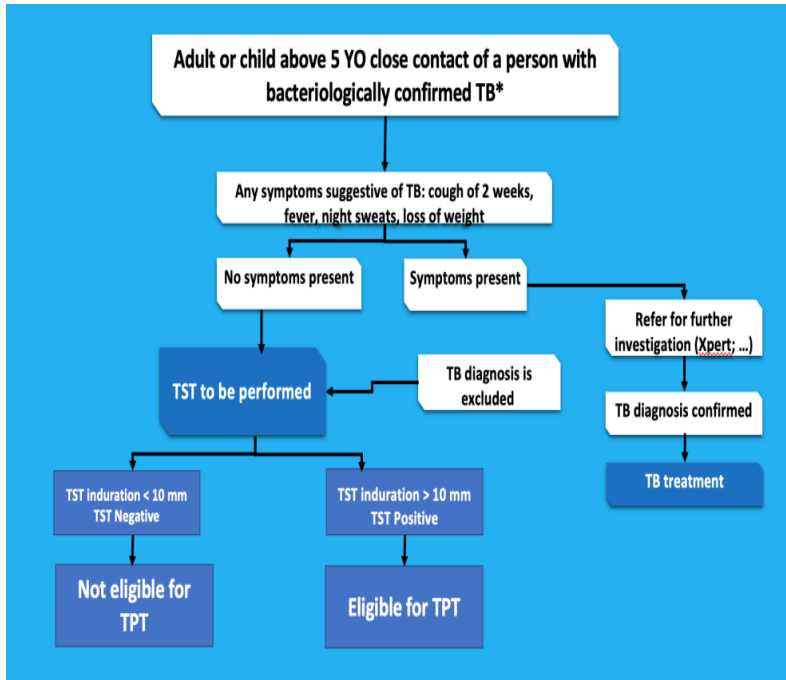 Adult or child above 5 YO close contact of a person with
bacteriologically confirmed TB*
Any symptoms suggestive of TB: cough of 2 weeks,
fever, night sweats, loss of weight
No symptoms present
Symptoms present
Refer for further
investigation (Xpert; ...)
TST to be performed
TB diagnosis is
excluded
TB diagnosis confirmed
TB treatment
TST induration < 10 mm
TST Negative
TST induration > 10 mm
TST Positive
Not eligible for
TPT
Eligible for TPT